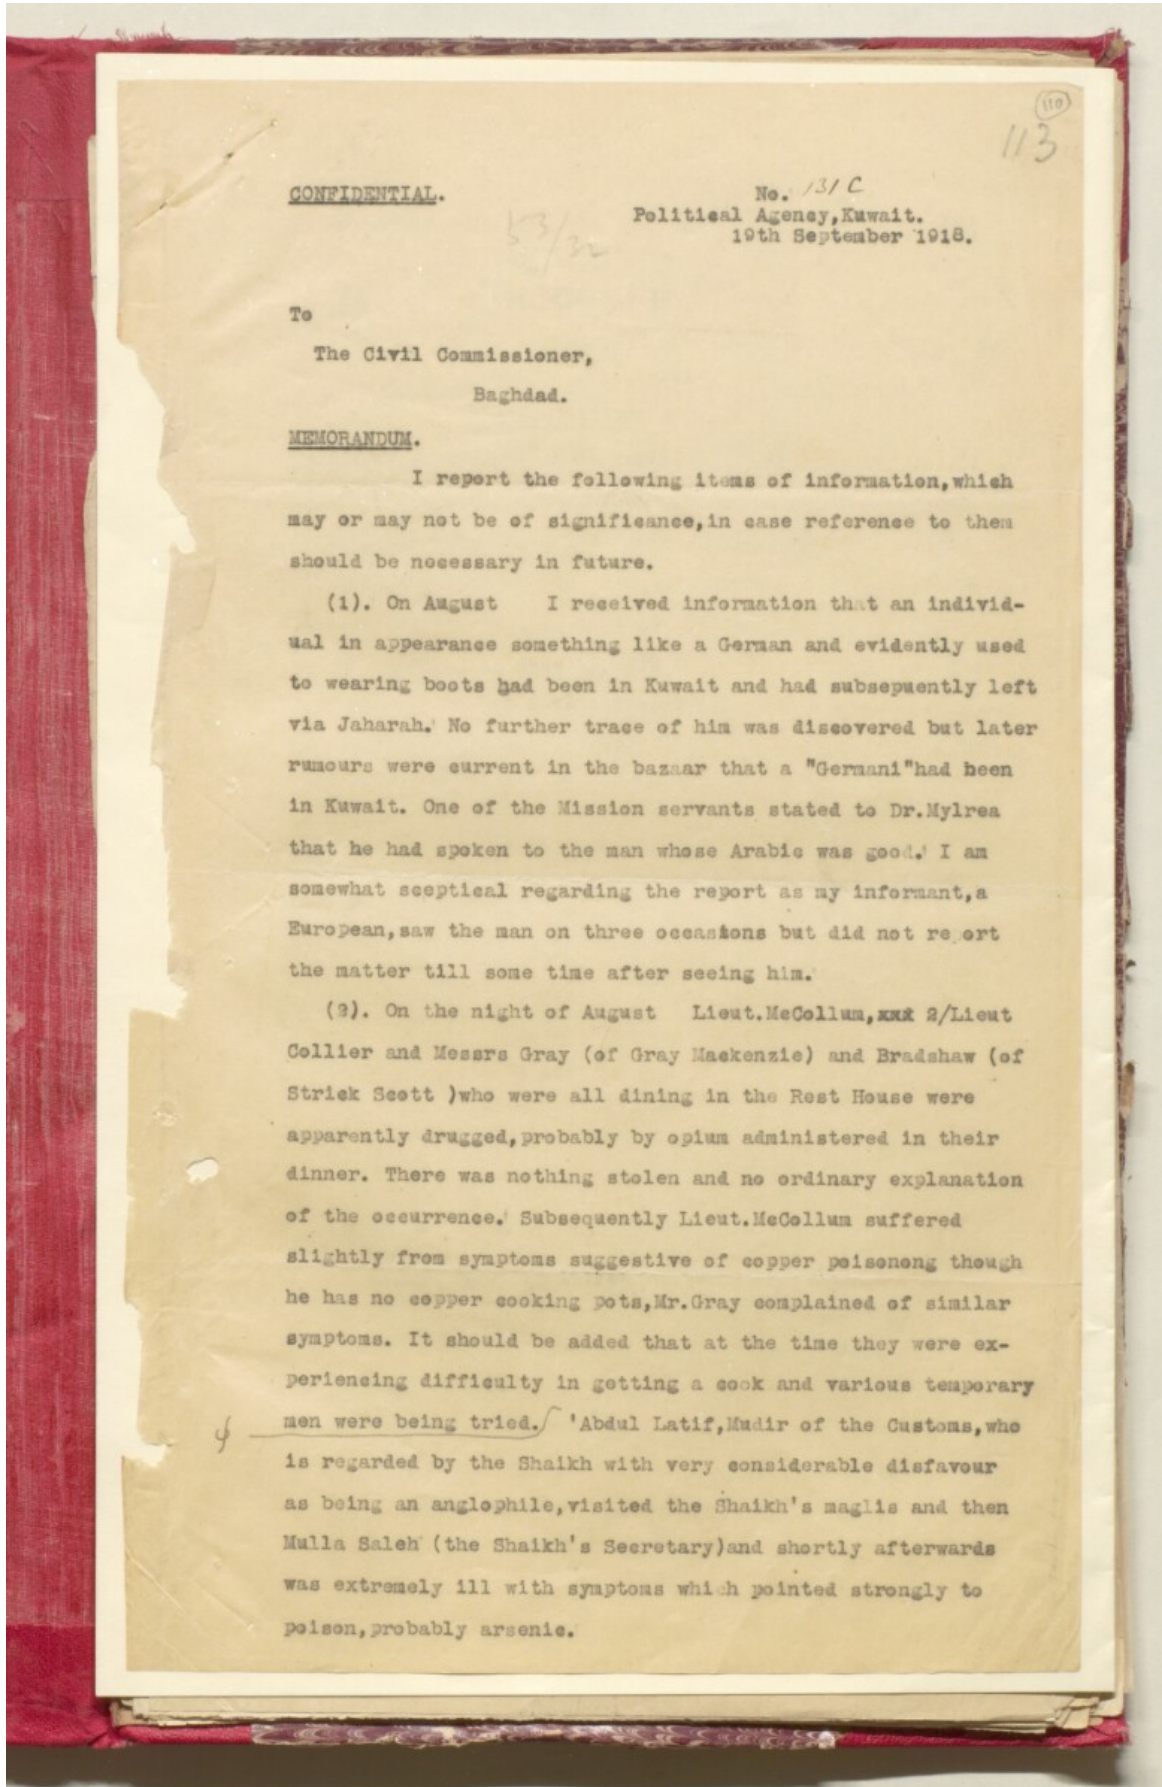 110
113
CONFIDENTIAL.
No. 131 C
Political Agency,Kuwait.
19th September 1918.
53/32
To
The Civil Commissioner,
Baghdad.
MEMORANDUM.
I report the following items of information,which
may or may not be of significance,in case reference to them
should be necessary in future.
(1). On August I received information that an individ-
ual in appearance something like a German and evidently used
to wearing boots had been in Kuwait and had subsepuently left
via Jaharah. No further trace of him was discovered but later
rumours were current in the bazaar that a "Germani"had been
in Kuwait. One of the Mission servants stated to Dr.Mylrea
that he had spoken to the man whose Arabic was good. I am
somewhat sceptical regarding the report as my informant,a
European,saw the man on three occasions but did not re ort
the matter till some time after seeing him.
(2). On the night of August Lieut.McCollum,xxx 2/Lieut
Collier and Messrs Gray (of Gray Mackenzie) and Bradshaw (of
Strick Scott )who were all dining in the Rest House were
apparently drugged,probably by opium administered in their
dinner. There was nothing stolen and no ordinary explanation
of the occurrence. Subsequently Lieut.McCollum suffered
slightly from symptoms suggestive of copper poisonong though
he has no copper cooking pots,Mr.Gray complained of similar
symptoms. It should be added that at the time they were ex-
periencing difficulty in getting a cook and various temporary
men were being tried. 'Abdul Latif,Mudir of the Customs,who
is regarded by the Shaikh with very considerable disfavour
as being an anglophile,visited the Shaikh's maglis and then
Mulla Saleh (the Shaikh's Secretary)and shortly afterwards
was extremely ill with symptoms which pointed strongly to
poison,probably arsenic.